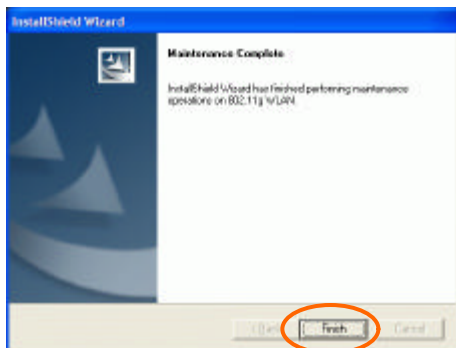 InstallShield Wizard
Maintenance Complete
InstallShield Wizard has finished performing maintenance
operations on 802.11g WLAN.
< Back Finish Cancel